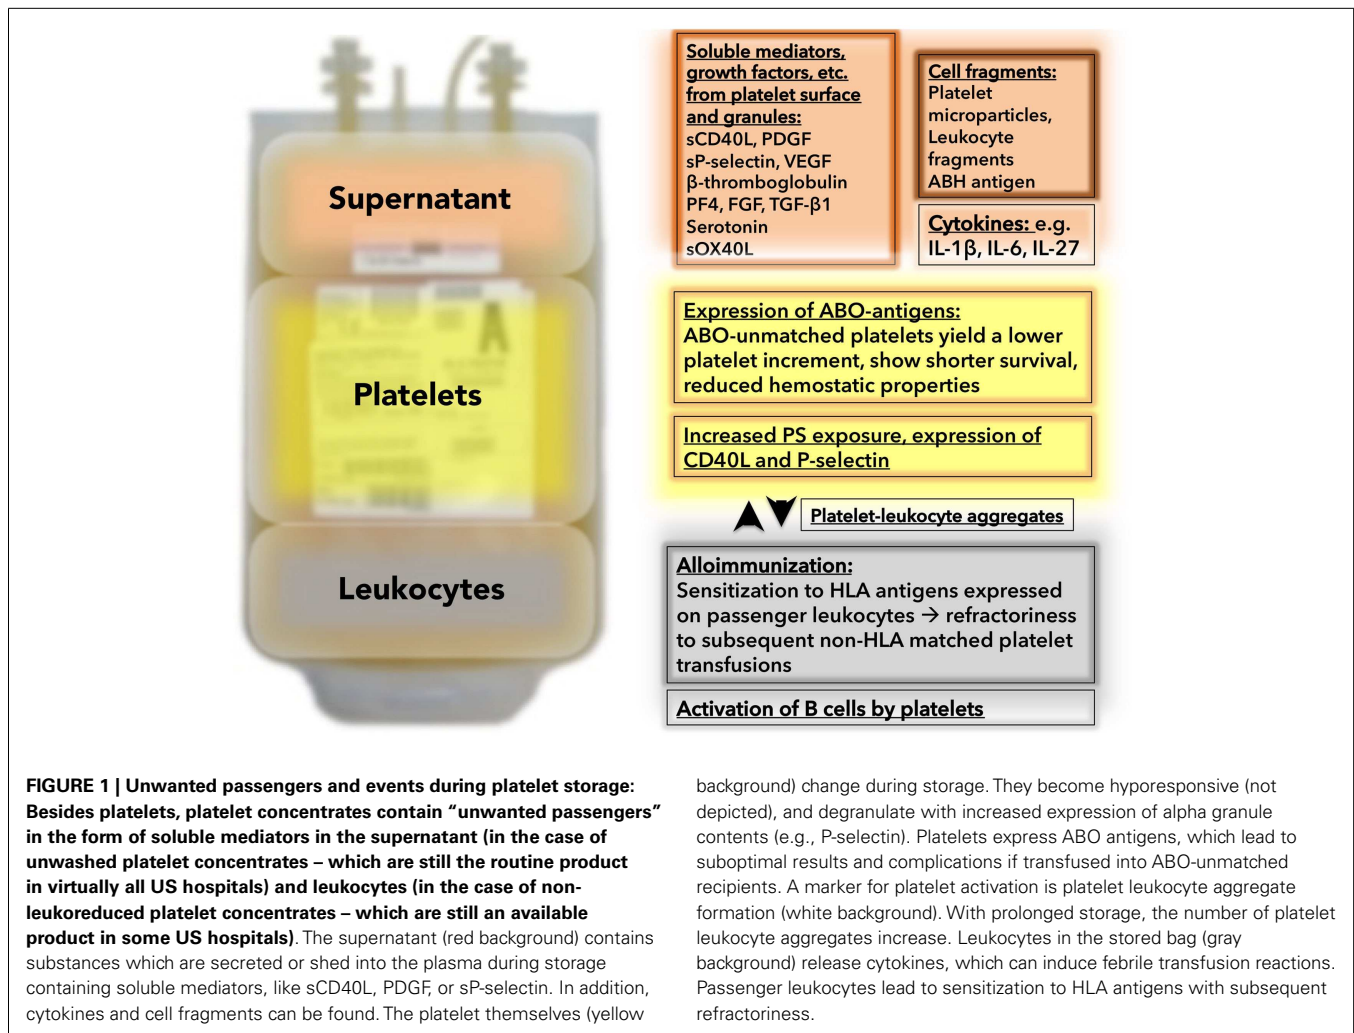 Supernatant
A
Platelets
Leukocytes
Soluble mediators,
growth factors, etc.
from platelet surface
and granules:
sCD40L, PDGF
sP-selectin, VEGF
β-thromboglobulin
PF4, FGF, TGF-β1
Serotonin
sOX40L
Cell fragments:
Platelet
microparticles,
Leukocyte
fragments
ABH antigen
Cytokines: e.g.
IL-1β, IL-6, IL-27
Expression of ABO-antigens:
ABO-unmatched platelets yield a lower
platelet increment, show shorter survival,
reduced hemostatic properties
Increased PS exposure, expression of
CD40L and P-selectin
Platelet-leukocyte aggregates
Alloimmunization:
Sensitization to HLA antigens expressed
on passenger leukocytes → refractoriness
to subsequent non-HLA matched platelet
transfusions
Activation of B cells by platelets
FIGURE 1 | Unwanted passengers and events during platelet storage:
Besides platelets, platelet concentrates contain “unwanted passengers”
in the form of soluble mediators in the supernatant (in the case of
unwashed platelet concentrates – which are still the routine product
in virtually all US hospitals) and leukocytes (in the case of non-
leukoreduced platelet concentrates – which are still an available
product in some US hospitals). The supernatant (red background) contains
substances which are secreted or shed into the plasma during storage
containing soluble mediators, like sCD40L, PDGF, or sP-selectin. In addition,
cytokines and cell fragments can be found. The platelet themselves (yellow
background) change during storage. They become hyporesponsive (not
depicted), and degranulate with increased expression of alpha granule
contents (e.g., P-selectin). Platelets express ABO antigens, which lead to
suboptimal results and complications if transfused into ABO-unmatched
recipients. A marker for platelet activation is platelet leukocyte aggregate
formation (white background). With prolonged storage, the number of platelet
leukocyte aggregates increase. Leukocytes in the stored bag (gray
background) release cytokines, which can induce febrile transfusion reactions.
Passenger leukocytes lead to sensitization to HLA antigens with subsequent
refractoriness.